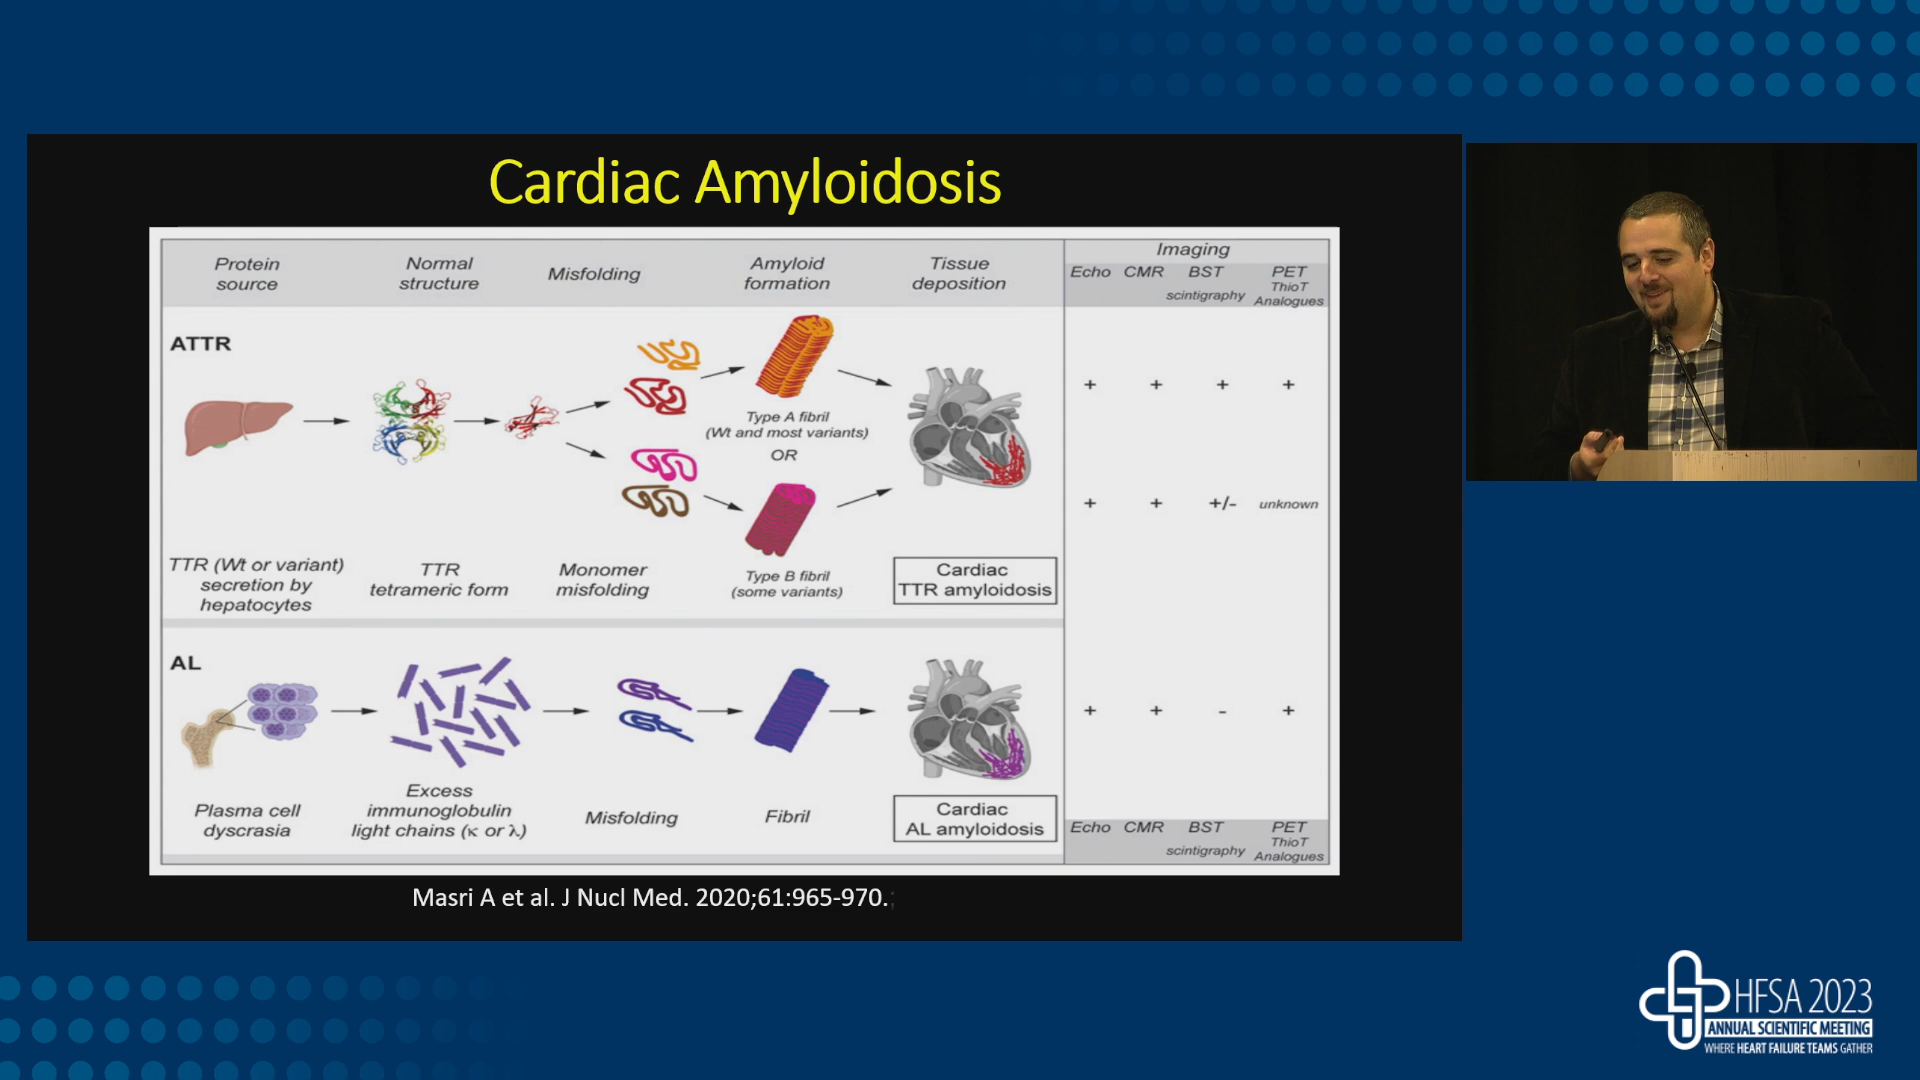 Cardiac Amyloidosis
Protein
source
Normal
structure
Misfolding
Amyloid
formation
Tissue
deposition
Imaging
Echo CMR BST PET
scintigraphy ThioT
Analogues
ATTR
Type A fibril
(Wt and most variants)
OR
+ + + +
+ + +/- unknown
TTR (Wt or variant)
secretion by
hepatocytes
TTR
tetrameric form
Monomer
misfolding
Type B fibril
(some variants)
Cardiac
TTR amyloidosis
AL
+ + - +
Plasma cell
dyscrasia
Excess
immunoglobulin
light chains (κ or λ)
Misfolding
Fibril
Cardiac
AL amyloidosis
Echo CMR BST PET
scintigraphy ThioT
Analogues
Masri A et al. J Nucl Med. 2020;61:965-970.;
HFSA 2023
ANNUAL SCIENTIFIC MEETING
WHERE HEART FAILURE TEAMS GATHER